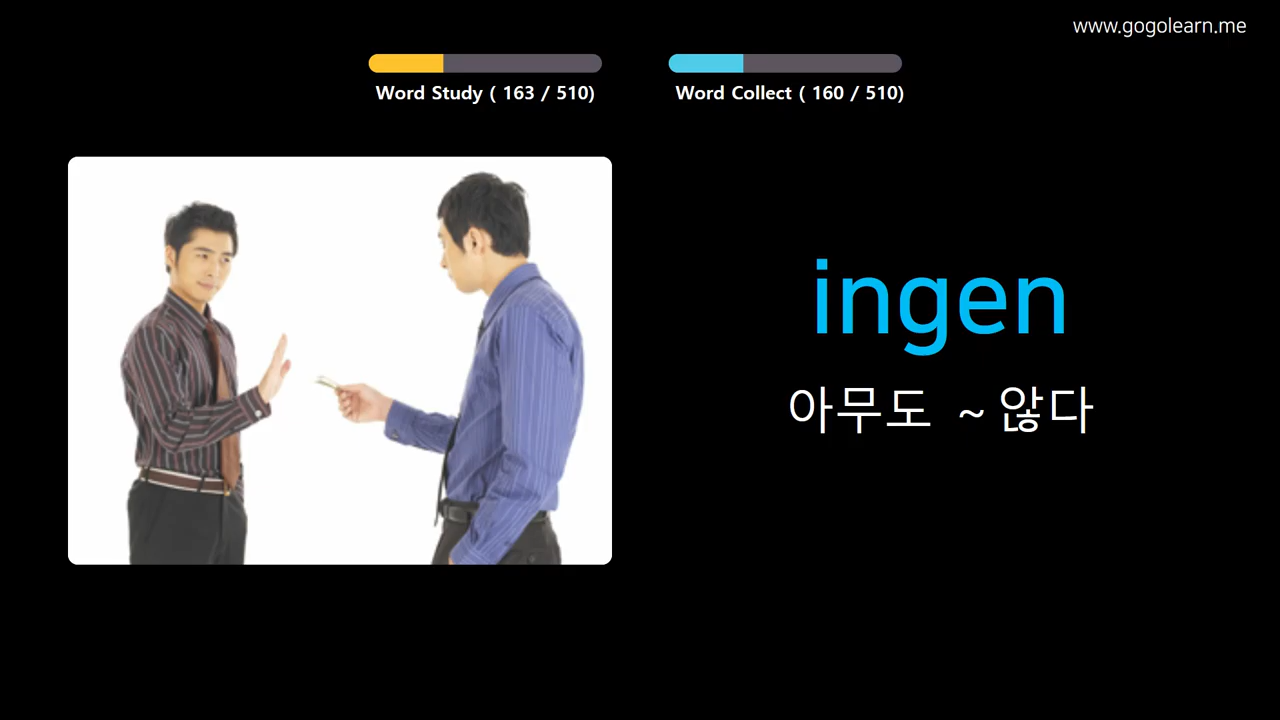 www.gogolearn.me
Word Study ( 163 / 510)
Word Collect ( 160 / 510)
ingen
아무도 ~ 않다